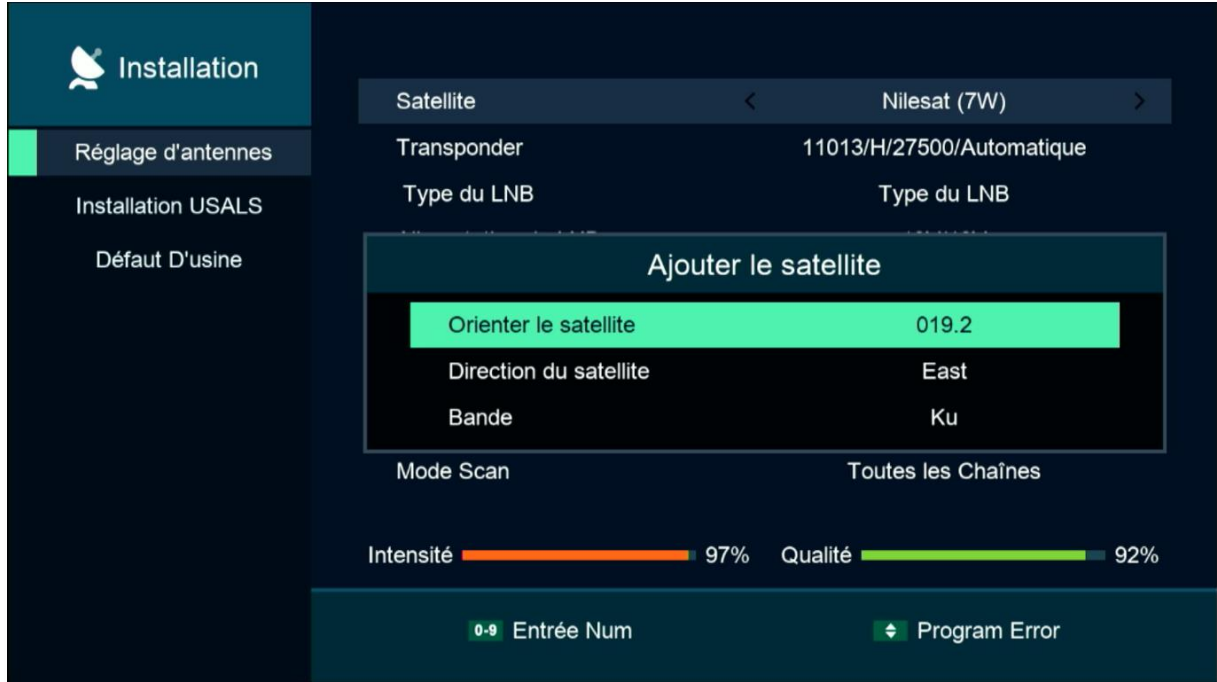 Installation
Réglage d'antennes
Installation USALS
Défaut D'usine
Satellite < Nilesat (7W) >
Transponder 11013/H/27500/Automatique
Type du LNB Type du LNB
Ajouter le satellite
Orienter le satellite 019.2
Direction du satellite East
Bande Ku
Mode Scan Toutes les Chaînes
Intensité 97% Qualité 92%
0-9 Entrée Num Program Error